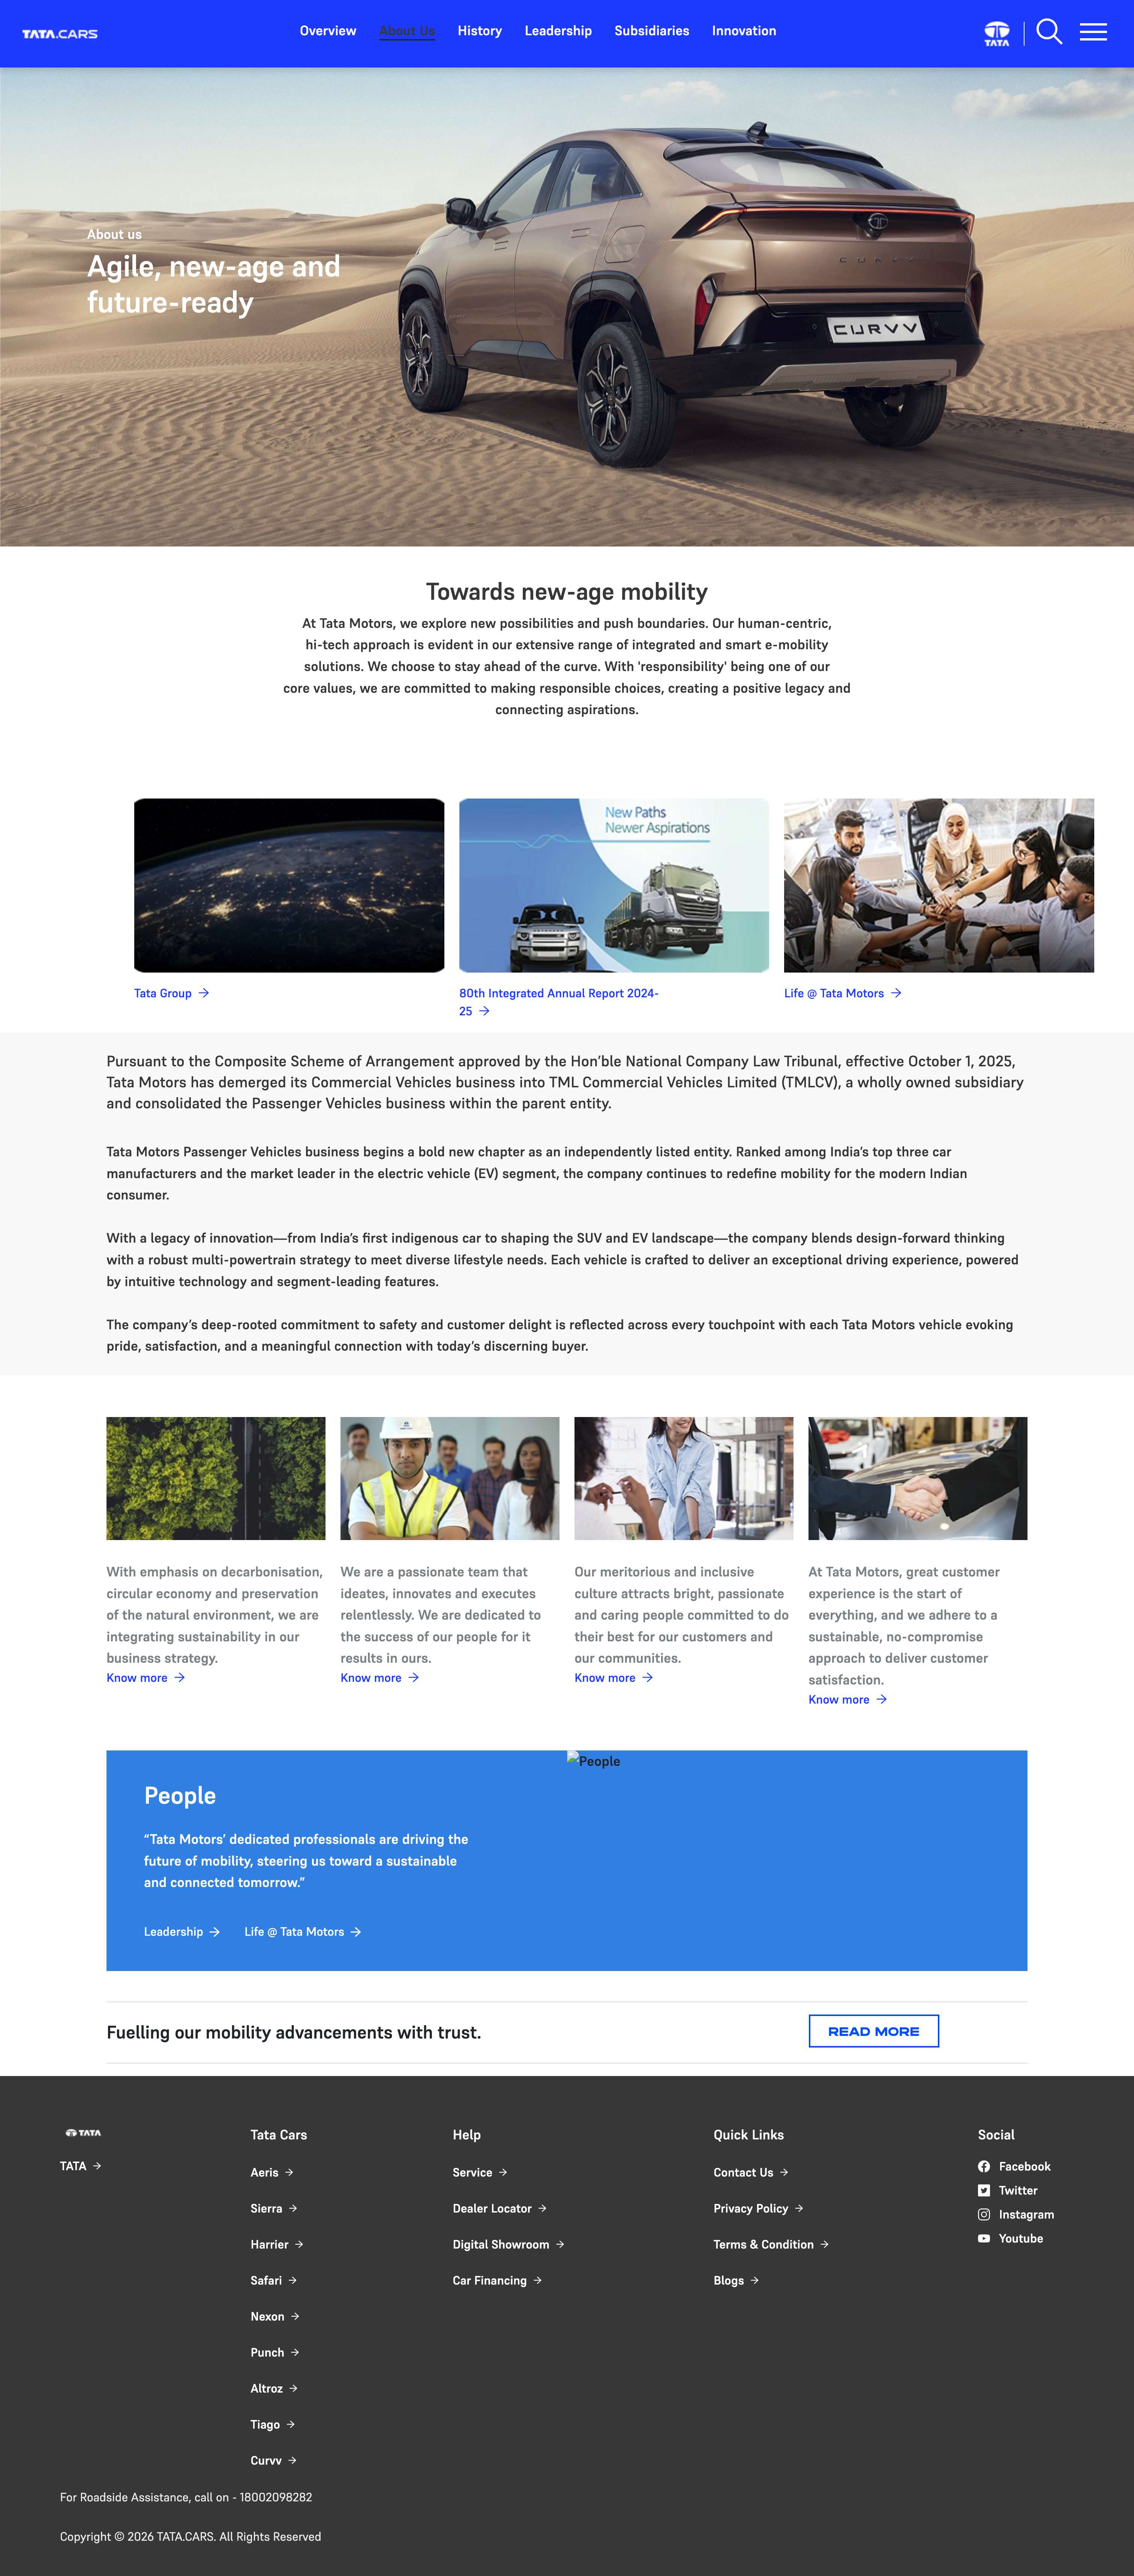 TATA.CARS
Overview
About Us
History
Leadership
Subsidiaries
Innovation
TATA
About us
Agile, new-age and
future-ready
CURVV
CURVV
Towards new-age mobility
At Tata Motors, we explore new possibilities and push boundaries. Our human-centric,
hi-tech approach is evident in our extensive range of integrated and smart e-mobility
solutions. We choose to stay ahead of the curve. With 'responsibility' being one of our
core values, we are committed to making responsible choices, creating a positive legacy and
connecting aspirations.
New Paths
Newer Aspirations
Tata Group
80th Integrated Annual Report 2024-
25
Life @ Tata Motors
Pursuant to the Composite Scheme of Arrangement approved by the Hon’ble National Company Law Tribunal, effective October 1, 2025,
Tata Motors has demerged its Commercial Vehicles business into TML Commercial Vehicles Limited (TMLCV), a wholly owned subsidiary
and consolidated the Passenger Vehicles business within the parent entity.
Tata Motors Passenger Vehicles business begins a bold new chapter as an independently listed entity. Ranked among India’s top three car
manufacturers and the market leader in the electric vehicle (EV) segment, the company continues to redefine mobility for the modern Indian
consumer.
With a legacy of innovation—from India’s first indigenous car to shaping the SUV and EV landscape—the company blends design-forward thinking
with a robust multi-powertrain strategy to meet diverse lifestyle needs. Each vehicle is crafted to deliver an exceptional driving experience, powered
by intuitive technology and segment-leading features.
The company’s deep-rooted commitment to safety and customer delight is reflected across every touchpoint with each Tata Motors vehicle evoking
pride, satisfaction, and a meaningful connection with today’s discerning buyer.
With emphasis on decarbonisation,
circular economy and preservation
of the natural environment, we are
integrating sustainability in our
business strategy.
Know more
We are a passionate team that
ideates, innovates and executes
relentlessly. We are dedicated to
the success of our people for it
results in ours.
Know more
Our meritorious and inclusive
culture attracts bright, passionate
and caring people committed to do
their best for our customers and
our communities.
Know more
At Tata Motors, great customer
experience is the start of
everything, and we adhere to a
sustainable, no-compromise
approach to deliver customer
satisfaction.
Know more
People
People
“Tata Motors’ dedicated professionals are driving the
future of mobility, steering us toward a sustainable
and connected tomorrow.”
Leadership
Life @ Tata Motors
Fuelling our mobility advancements with trust.
READ MORE
TATA
TATA
Tata Cars
Aeris
Sierra
Harrier
Safari
Nexon
Punch
Altroz
Tiago
Curvv
Help
Service
Dealer Locator
Digital Showroom
Car Financing
Quick Links
Contact Us
Privacy Policy
Terms & Condition
Blogs
Social
Facebook
Twitter
Instagram
Youtube
For Roadside Assistance, call on - 18002098282
Copyright © 2026 TATA.CARS. All Rights Reserved